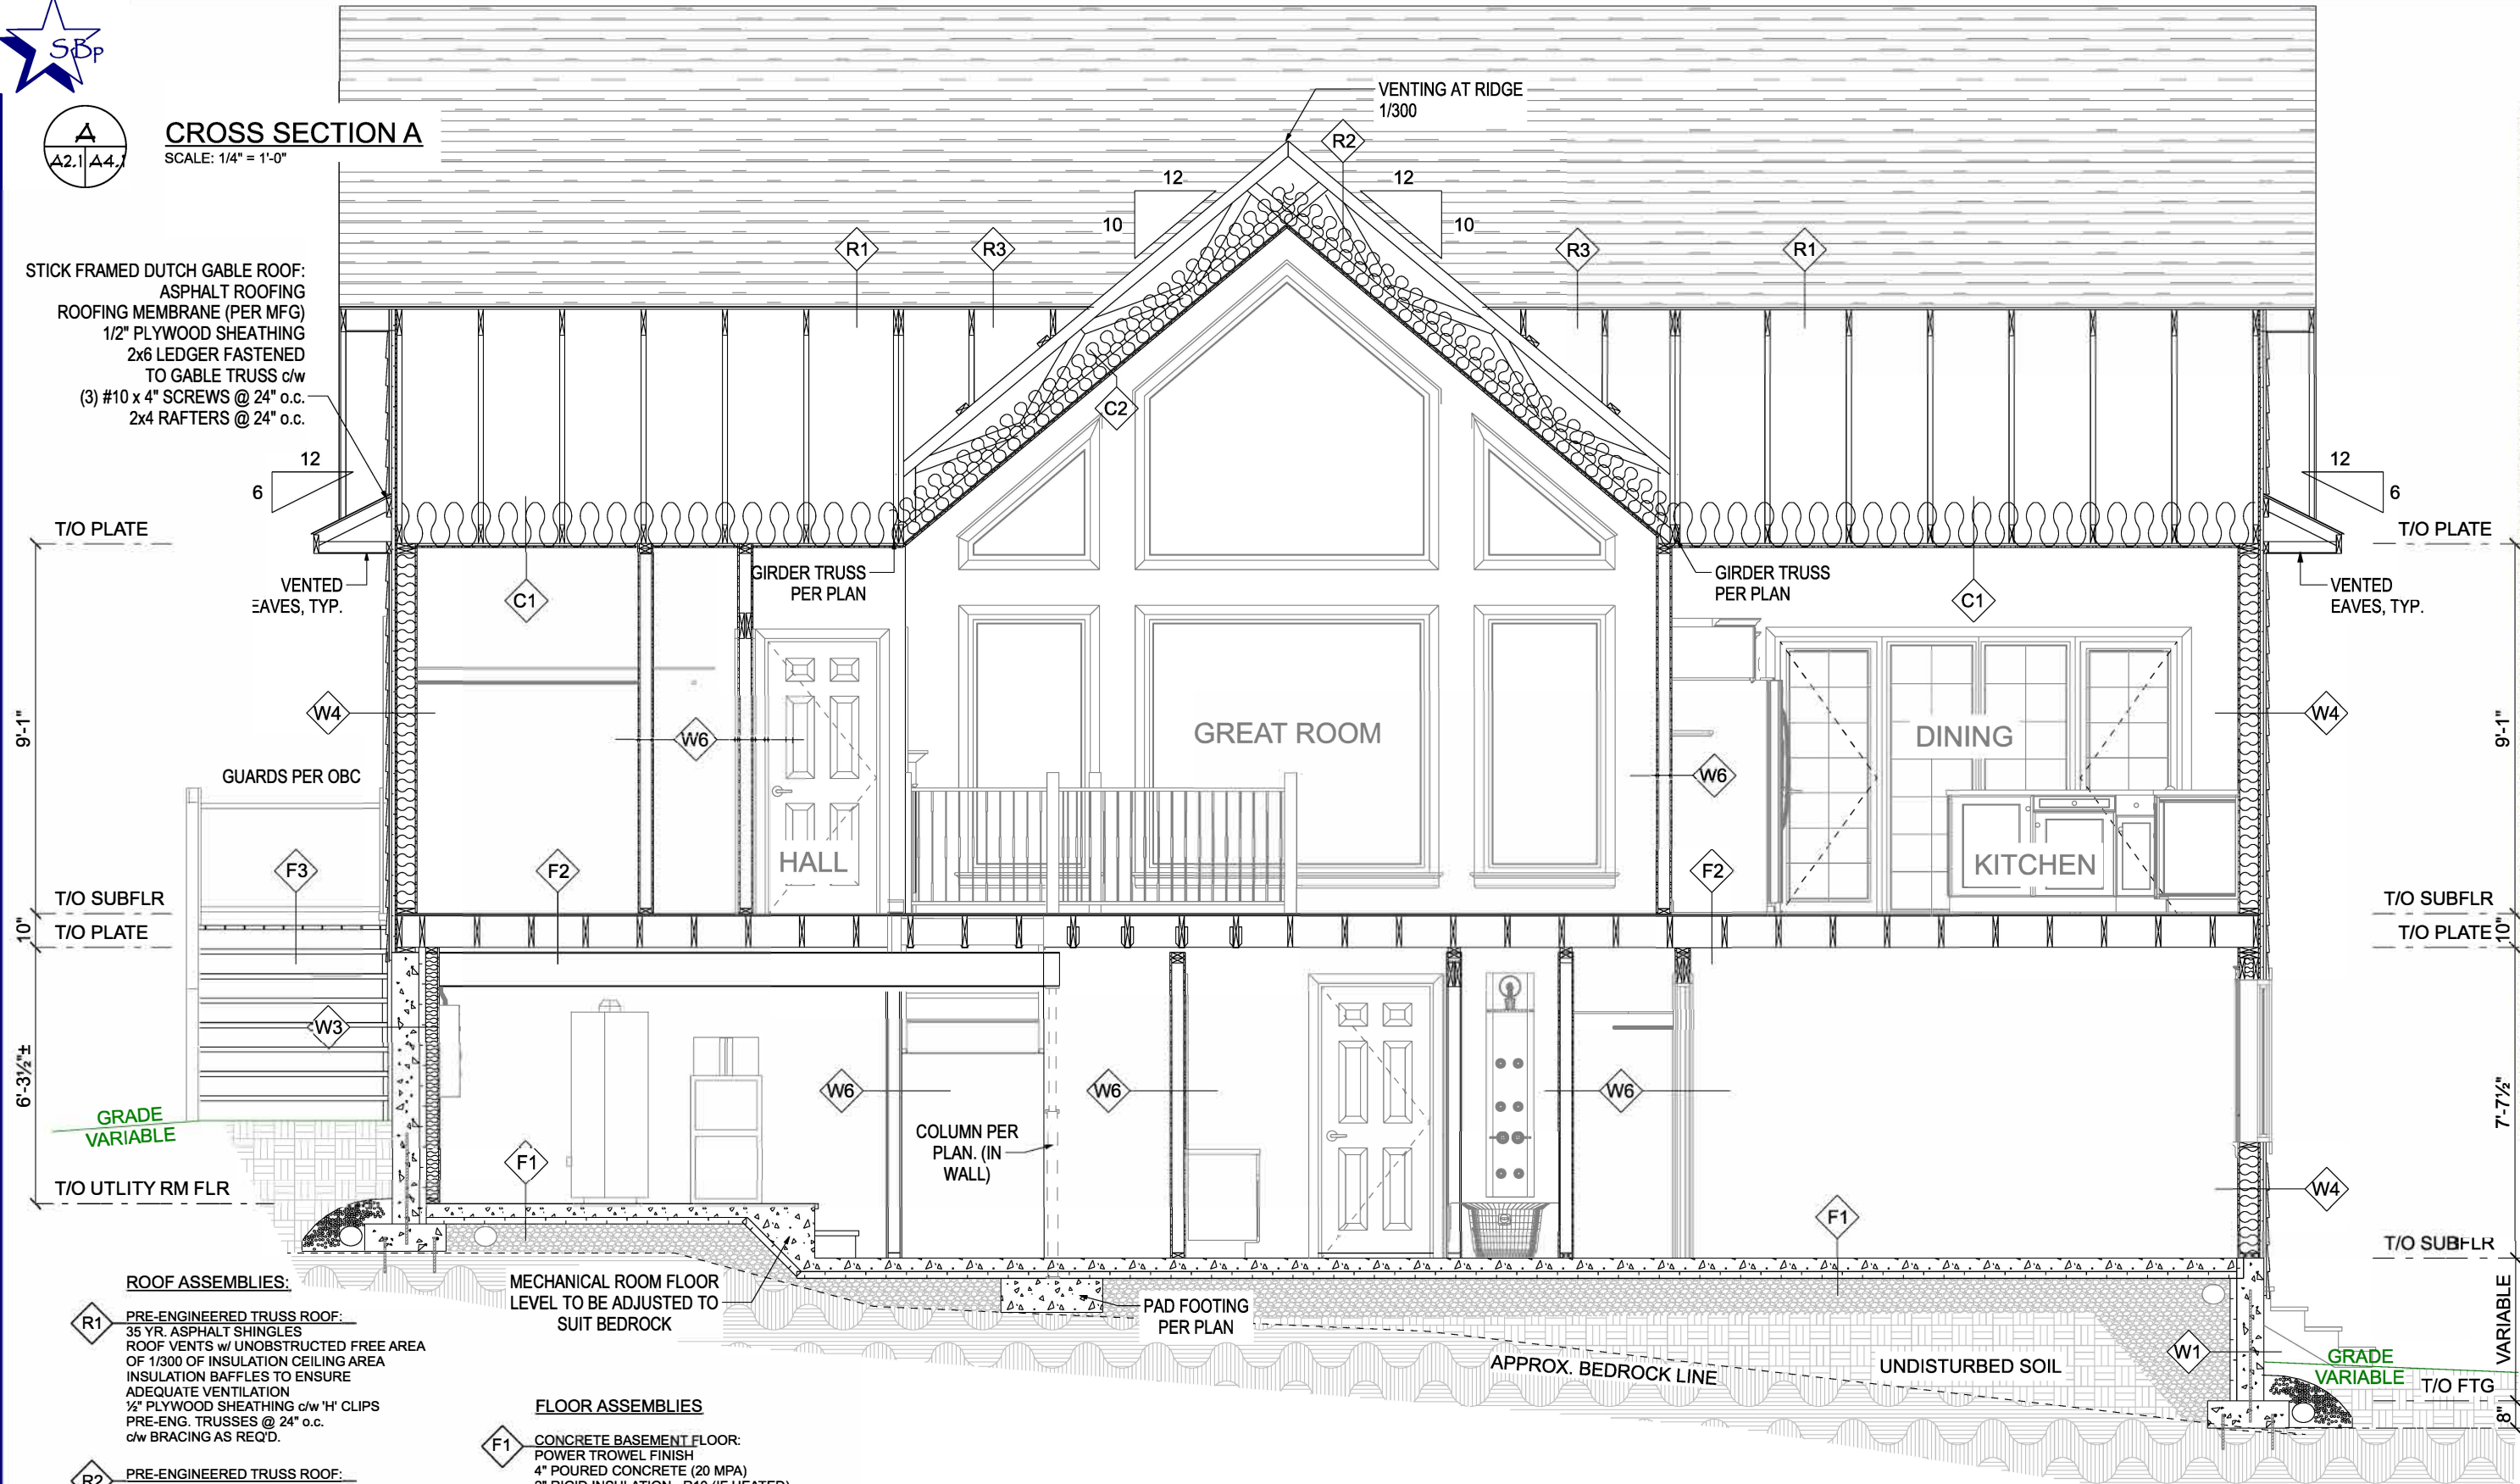 SBp
A
A2.1 A4.1
CROSS SECTION A
SCALE: 1/4" = 1'-0"
VENTING AT RIDGE
1/300
R2
12
12
10
10
R1
R3
R3
R1
STICK FRAMED DUTCH GABLE ROOF:
ASPHALT ROOFING
ROOFING MEMBRANE (PER MFG)
1/2" PLYWOOD SHEATHING
2x6 LEDGER FASTENED
TO GABLE TRUSS c/w
(3) #10 x 4" SCREWS @ 24" o.c.
2x4 RAFTERS @ 24" o.c.
C2
12
6
12
6
T/O PLATE
T/O PLATE
VENTED
EAVES, TYP.
C1
GIRDER TRUSS
PER PLAN
GIRDER TRUSS
PER PLAN
C1
VENTED
EAVES, TYP.
9'-1"
W4
W6
GREAT ROOM
DINING
W4
9'-1"
GUARDS PER OBC
W6
F3
F2
HALL
F2
KITCHEN
T/O SUBFLR
T/O SUBFLR
10"
T/O PLATE
T/O PLATE
10"
W3
6'-3½"±
W6
W6
W6
7'-7½"
GRADE
VARIABLE
COLUMN PER
PLAN. (IN
WALL)
F1
T/O UTLITY RM FLR
W4
F1
T/O SUBFLR
ROOF ASSEMBLIES:
MECHANICAL ROOM FLOOR
LEVEL TO BE ADJUSTED TO
SUIT BEDROCK
PAD FOOTING
PER PLAN
VARIABLE
R1
PRE-ENGINEERED TRUSS ROOF:
35 YR. ASPHALT SHINGLES
ROOF VENTS w/ UNOBSTRUCTED FREE AREA
OF 1/300 OF INSULATION CEILING AREA
INSULATION BAFFLES TO ENSURE
ADEQUATE VENTILATION
½" PLYWOOD SHEATHING c/w 'H' CLIPS
PRE-ENG. TRUSSES @ 24" o.c.
c/w BRACING AS REQ'D.
APPROX. BEDROCK LINE
UNDISTURBED SOIL
W1
GRADE
VARIABLE
T/O FTG
8"
FLOOR ASSEMBLIES
F1
CONCRETE BASEMENT FLOOR:
POWER TROWEL FINISH
4" POURED CONCRETE (20 MPA)
R2
PRE-ENGINEERED TRUSS ROOF: